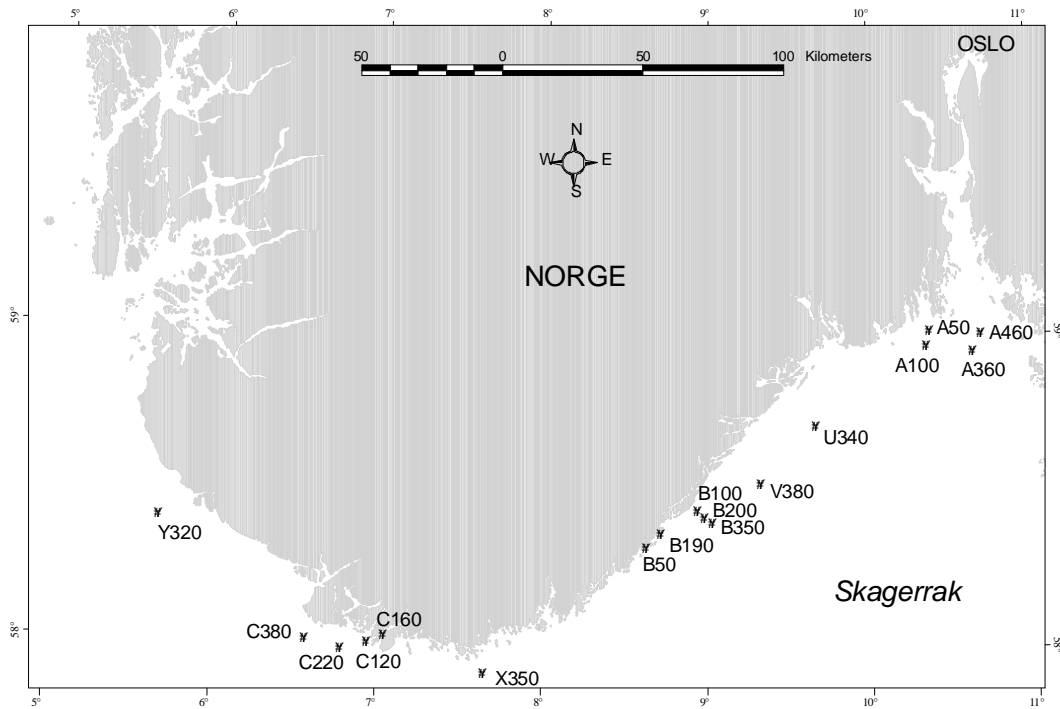 5° 6° 7° 8° 9° 10° 11°
OSLO
50 0 50 100 Kilometers
N
W E
S
NORGE
59° 59°
A50 A460
A100 A360
U340
V380
B100
B200
B350
B190
B50
Y320
Skagerrak
C160
C380
C220 C120
X350
58° 58°
5° 6° 7° 8° 9° 10° 11°